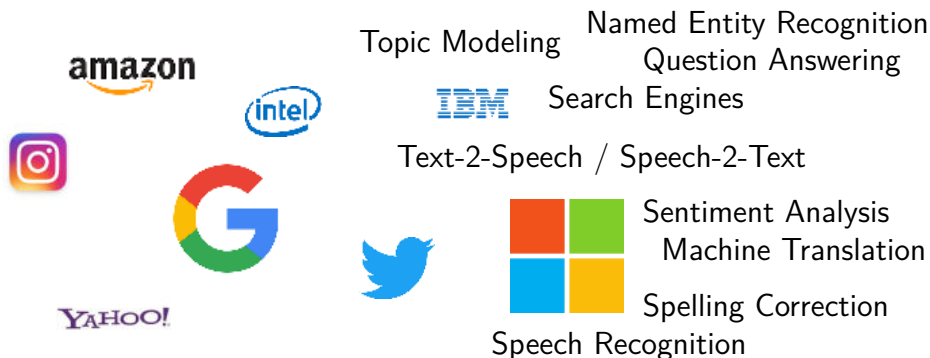 Named Entity Recognition
Topic Modeling
Question Answering
amazon
intel
IBM
Search Engines
Text-2-Speech / Speech-2-Text
Sentiment Analysis
Machine Translation
Spelling Correction
YAHOO!
Speech Recognition